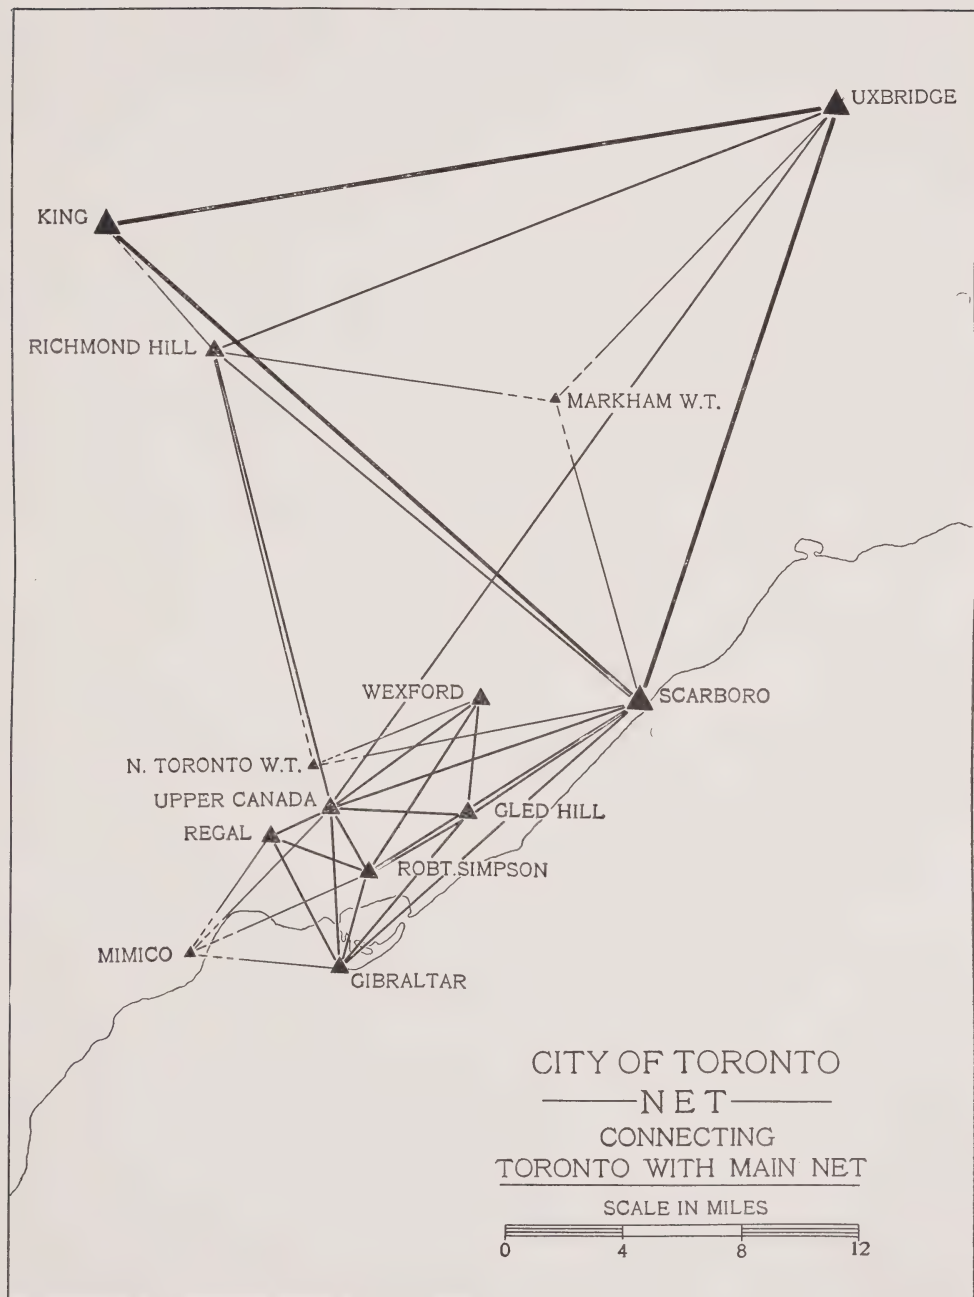 UXBRIDGE
KING
RICHMOND HILL
MARKHAM W.T.
WEXFORD
SCARBORO
N. TORONTO W.T.
UPPER CANADA
GLED HILL
REGAL
ROBT. SIMPSON
MIMICO
GIBRALTAR
CITY OF TORONTO
NET
CONNECTING
TORONTO WITH MAIN NET
SCALE IN MILES
0 4 8 12